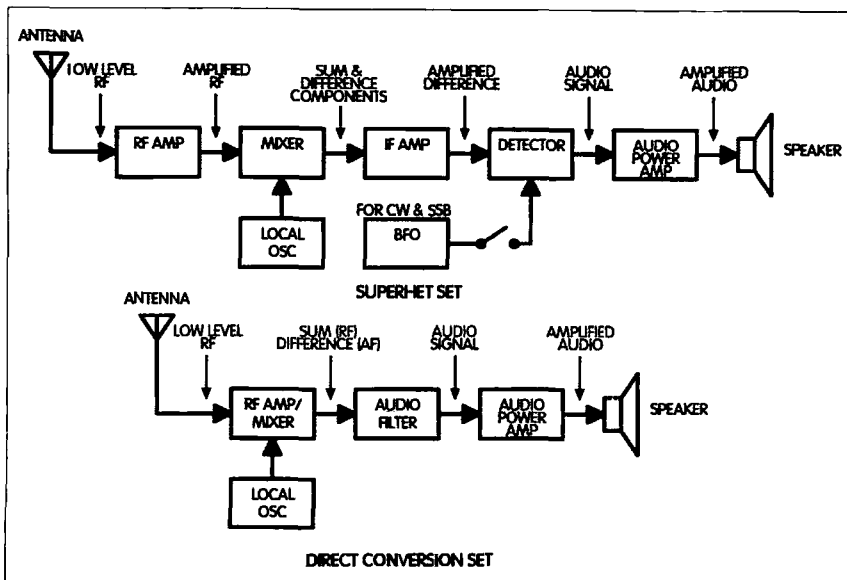 ANTENNA
LOW LEVEL
RF
AMPLIFIED
RF
SUM &
DIFFERENCE
COMPONENTS
AMPLIFIED
DIFFERENCE
AUDIO
SIGNAL
AMPLIFIED
AUDIO
RF AMP
MIXER
IF AMP
DETECTOR
AUDIO
POWER
AMP
SPEAKER
LOCAL
OSC
FOR CW & SSB
BFO
SUPERHET SET
ANTENNA
LOW LEVEL
RF
SUM (RF)
DIFFERENCE (AF)
AUDIO
SIGNAL
AMPLIFIED
AUDIO
RF AMP/
MIXER
AUDIO
FILTER
AUDIO
POWER
AMP
SPEAKER
LOCAL
OSC
DIRECT CONVERSION SET